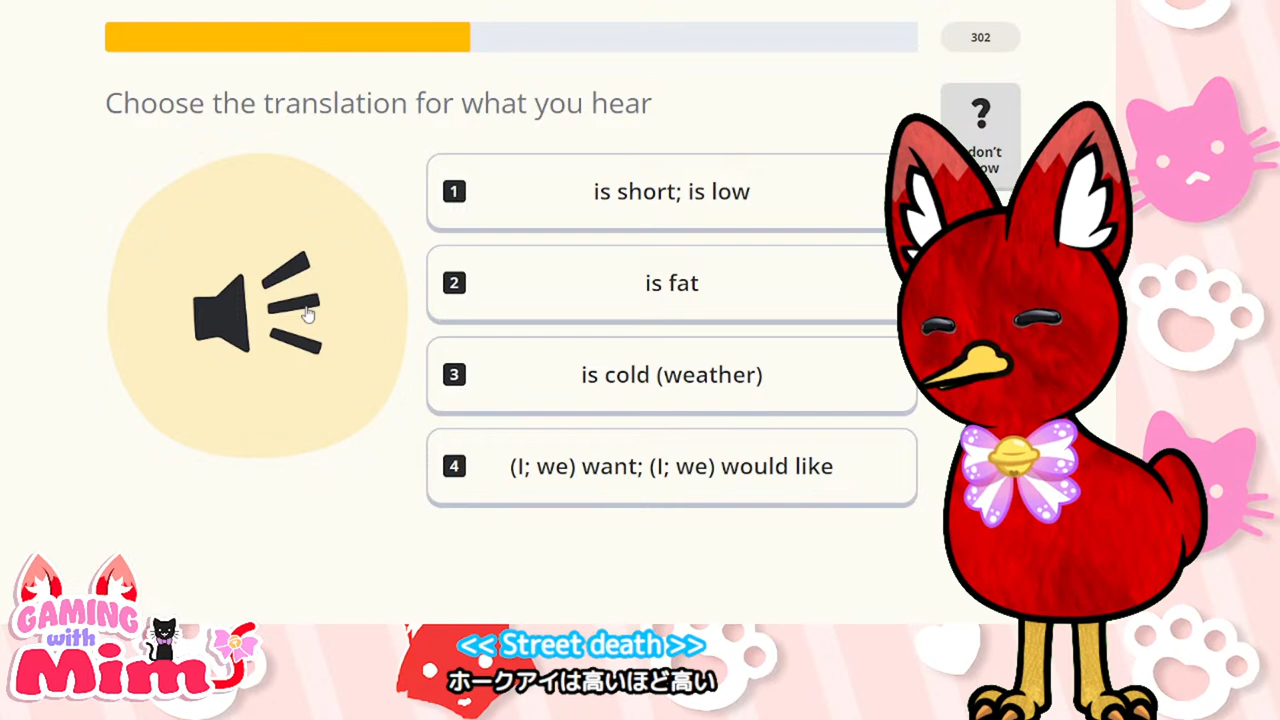 302
Choose the translation for what you hear
?
don't
1 is short; is low
2 is fat
3 is cold (weather)
4 (I; we) want; (I; we) would like
GAMING
with
Mim
<< Street death >>
ホークアイは高いほど高い